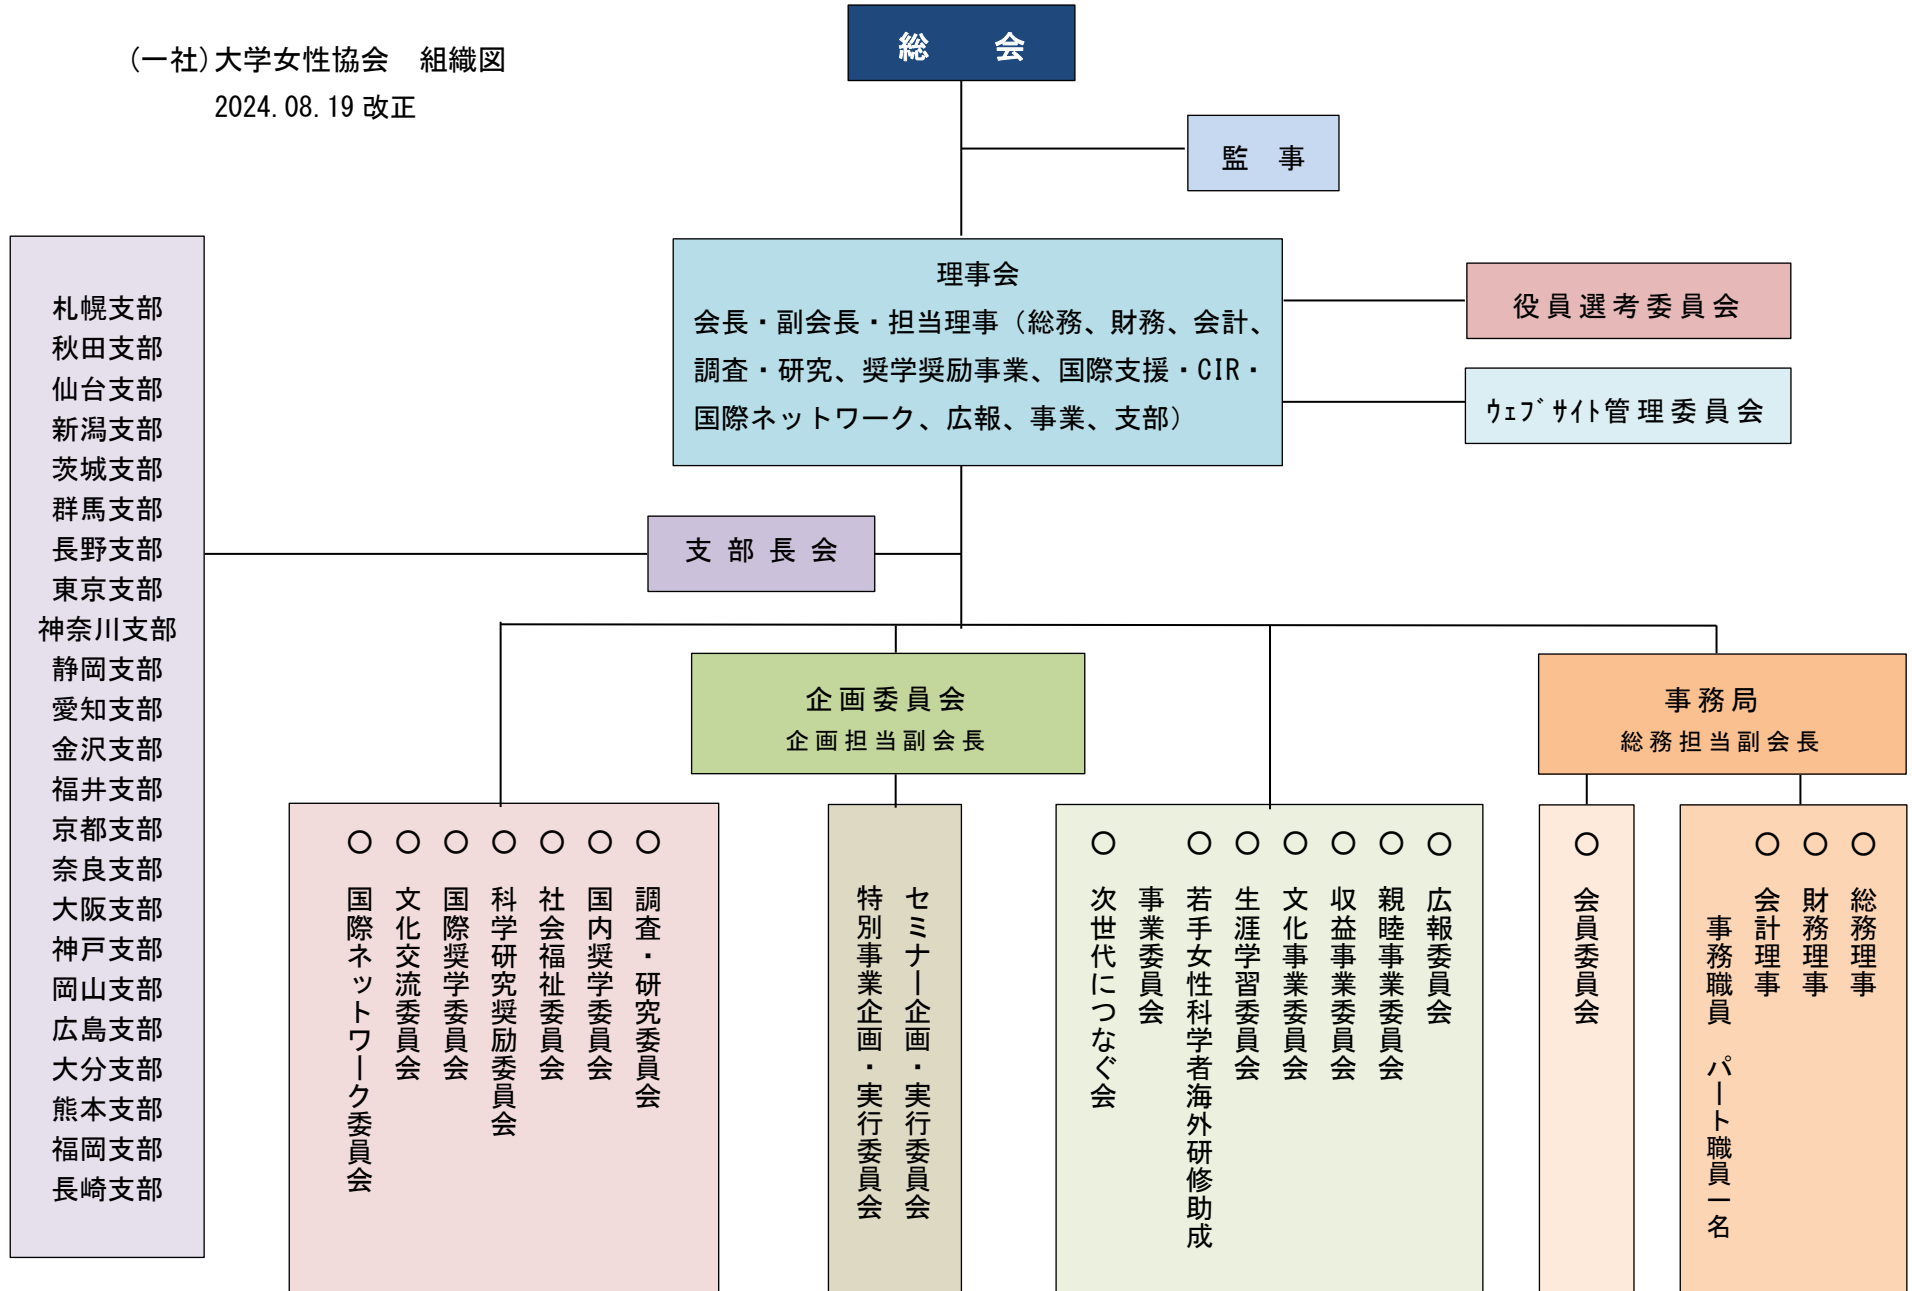 (一社)大学女性協会　組織図
2024.08.19 改正
総　会
監　事
理事会
会長・副会長・担当理事（総務、財務、会計、
調査・研究、奨学奨励事業、国際支援・CIR・
国際ネットワーク、広報、事業、支部）
役員選考委員会
ｳｪﾌﾞｻｲﾄ管理委員会
札幌支部
秋田支部
仙台支部
新潟支部
茨城支部
群馬支部
長野支部
東京支部
神奈川支部
静岡支部
愛知支部
金沢支部
福井支部
京都支部
奈良支部
大阪支部
神戸支部
岡山支部
広島支部
大分支部
熊本支部
福岡支部
長崎支部
支部長会
企画委員会
企画担当副会長
事務局
総務担当副会長
〇　調査・研究委員会
〇　国内奨学委員会
〇　社会福祉委員会
〇　科学研究奨励委員会
〇　国際奨学委員会
〇　文化交流委員会
〇　国際ネットワーク委員会
セミナー企画・実行委員会
特別事業企画・実行委員会
〇　広報委員会
〇　親睦事業委員会
〇　収益事業委員会
〇　文化事業委員会
〇　生涯学習委員会
〇　若手女性科学者海外研修助成
事業委員会
〇　次世代につなぐ会
〇　会員委員会
〇　総務理事
〇　財務理事
〇　会計理事
事務職員　パート職員一名